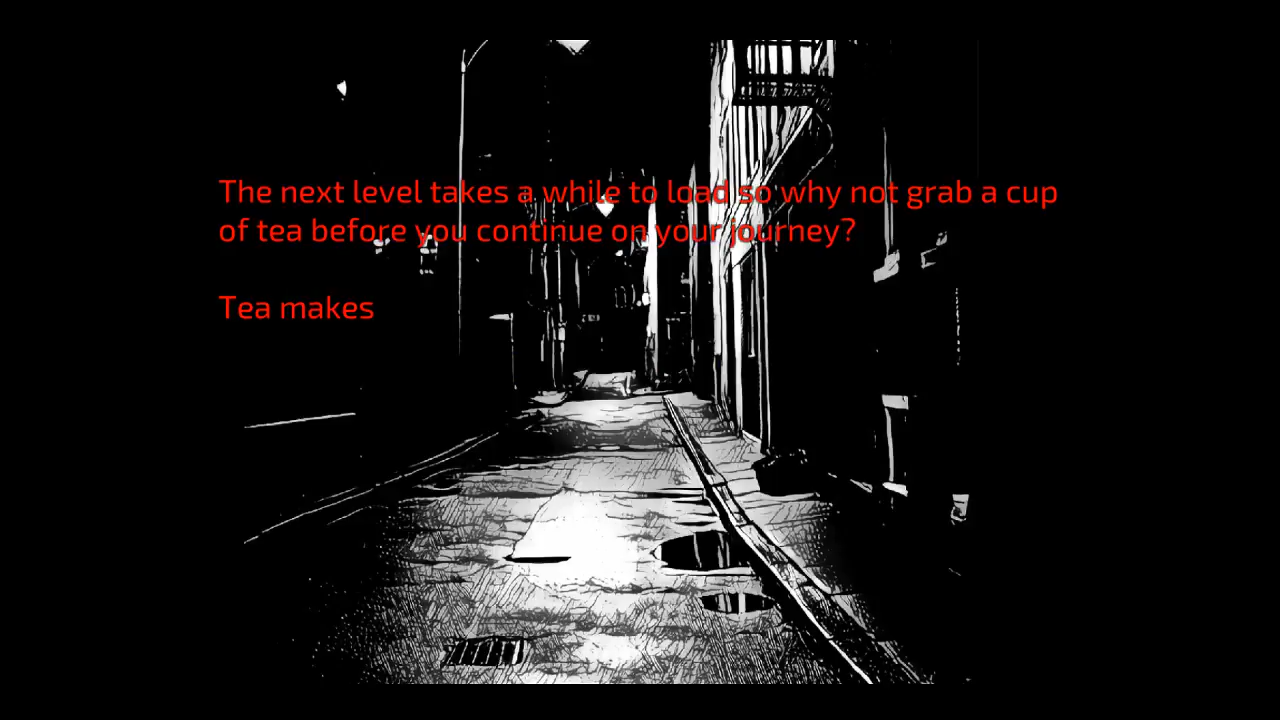 The next level takes a while to load so why not grab a cup
of tea before you continue on your journey?
Tea makes